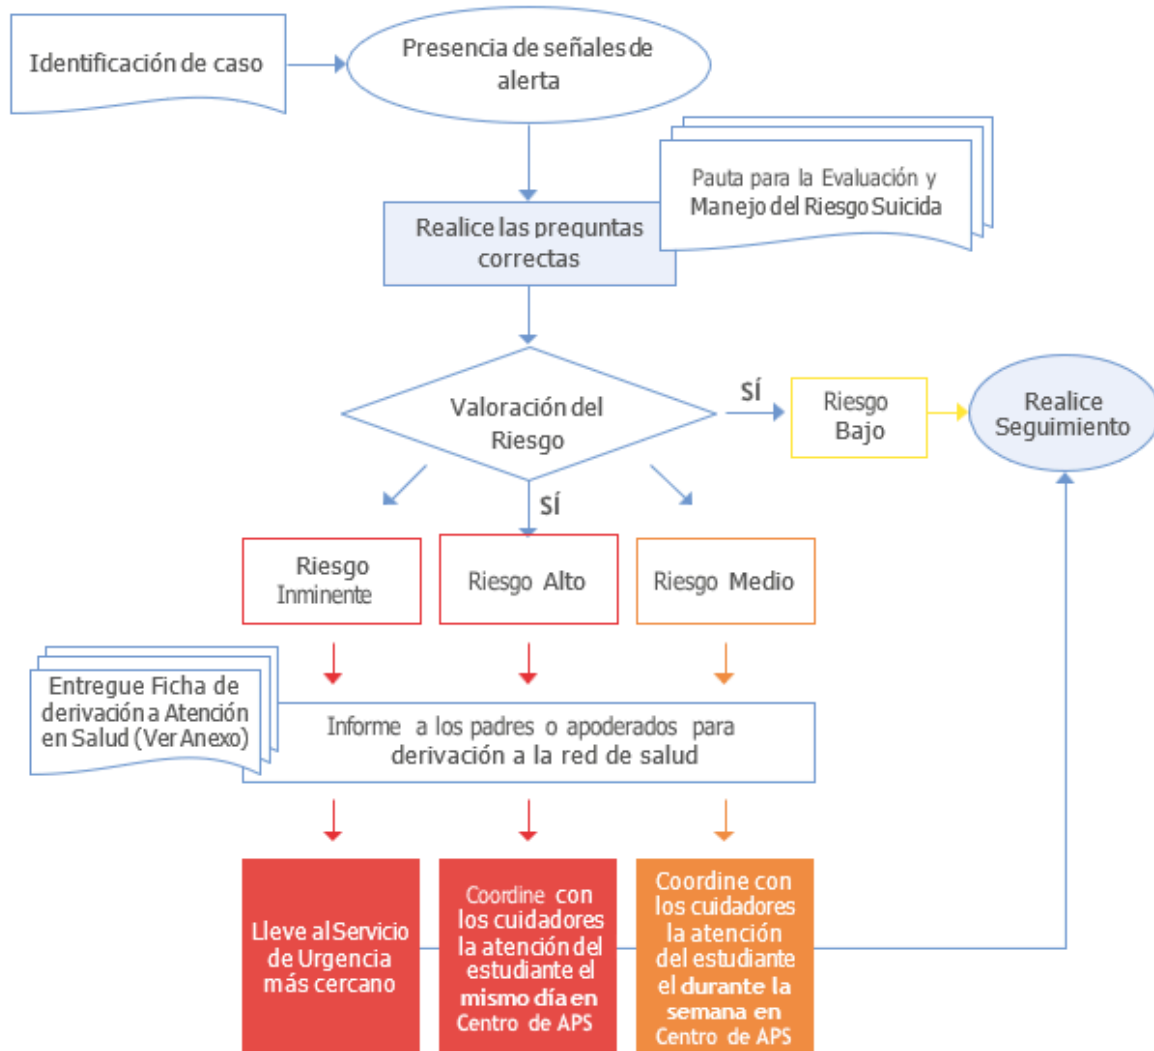 Identificación de caso
Presencia de señales de
alerta
Pauta para la Evaluación y
Manejo del Riesgo Suicida
Realice las preguntas
correctas
Valoración del
Riesgo
SÍ
Riesgo
Bajo
Realice
Seguimiento
SÍ
Riesgo
Inminente
Riesgo Alto
Riesgo Medio
Entregue Ficha de
derivación a Atención
en Salud (Ver Anexo)
Informe a los padres o apoderados para
derivación a la red de salud
Lleve al Servicio
de Urgencia
más cercano
Coordine con
los cuidadores
la atención del
estudiante el
mismo día en
Centro de APS
Coordine con
los cuidadores
la atención
del estudiante
el durante la
semana en
Centro de APS